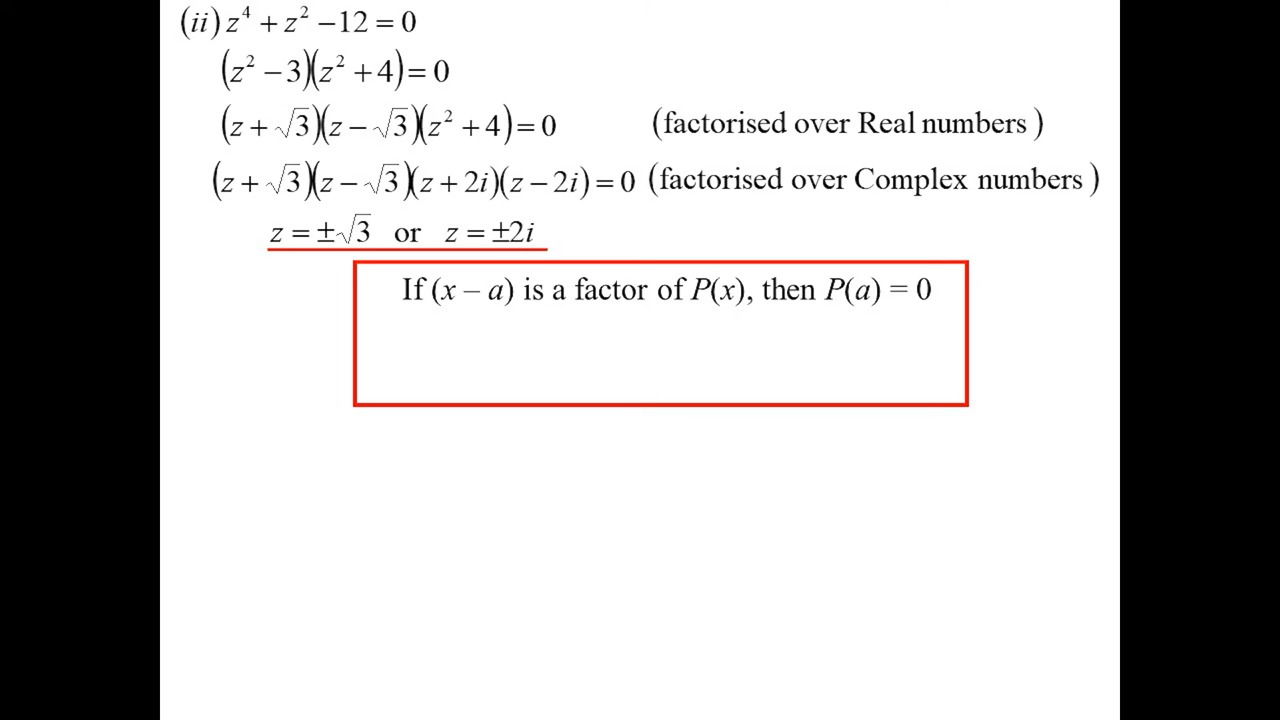 (ii) z⁴ + z² − 12 = 0
(z² − 3)(z² + 4) = 0
(z + √3)(z − √3)(z² + 4) = 0 (factorised over Real numbers )
(z + √3)(z − √3)(z + 2i)(z − 2i) = 0 (factorised over Complex numbers )
z = ±√3 or z = ±2i
If (x – a) is a factor of P(x), then P(a) = 0